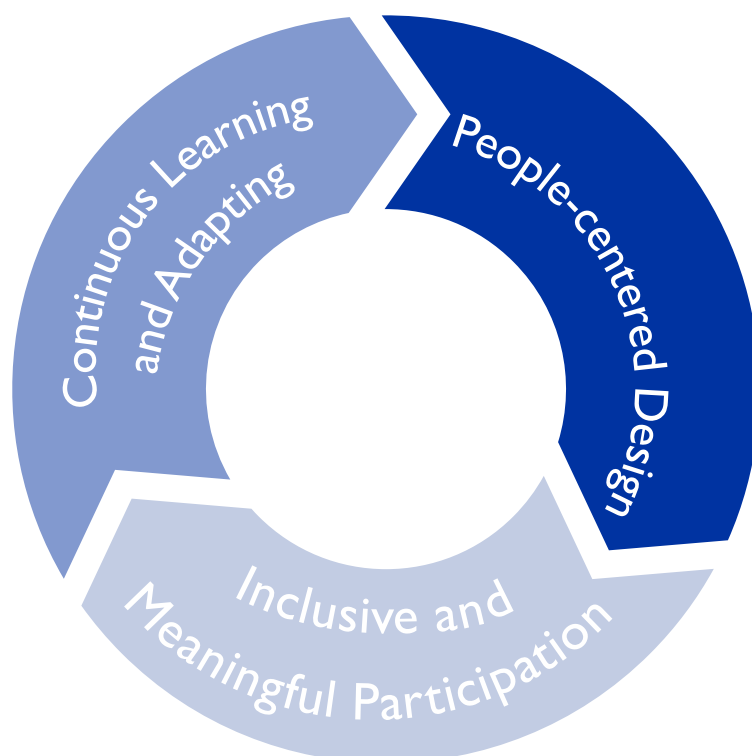 People-centered Design
Inclusive and
Meaningful Participation
Continuous Learning
and Adapting